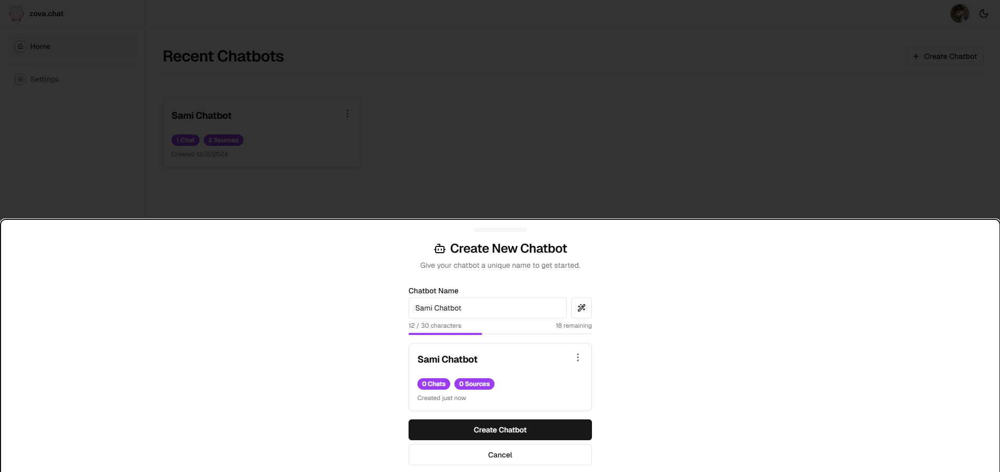 zova.chat
Home
Settings
Recent Chatbots
Create Chatbot
Sami Chatbot
1 Chat 2 Sources
Created 12/2/2024
Create New Chatbot
Give your chatbot a unique name to get started.
Chatbot Name
Sami Chatbot
12 / 30 characters 18 remaining
Sami Chatbot
0 Chats 0 Sources
Created just now
Create Chatbot
Cancel